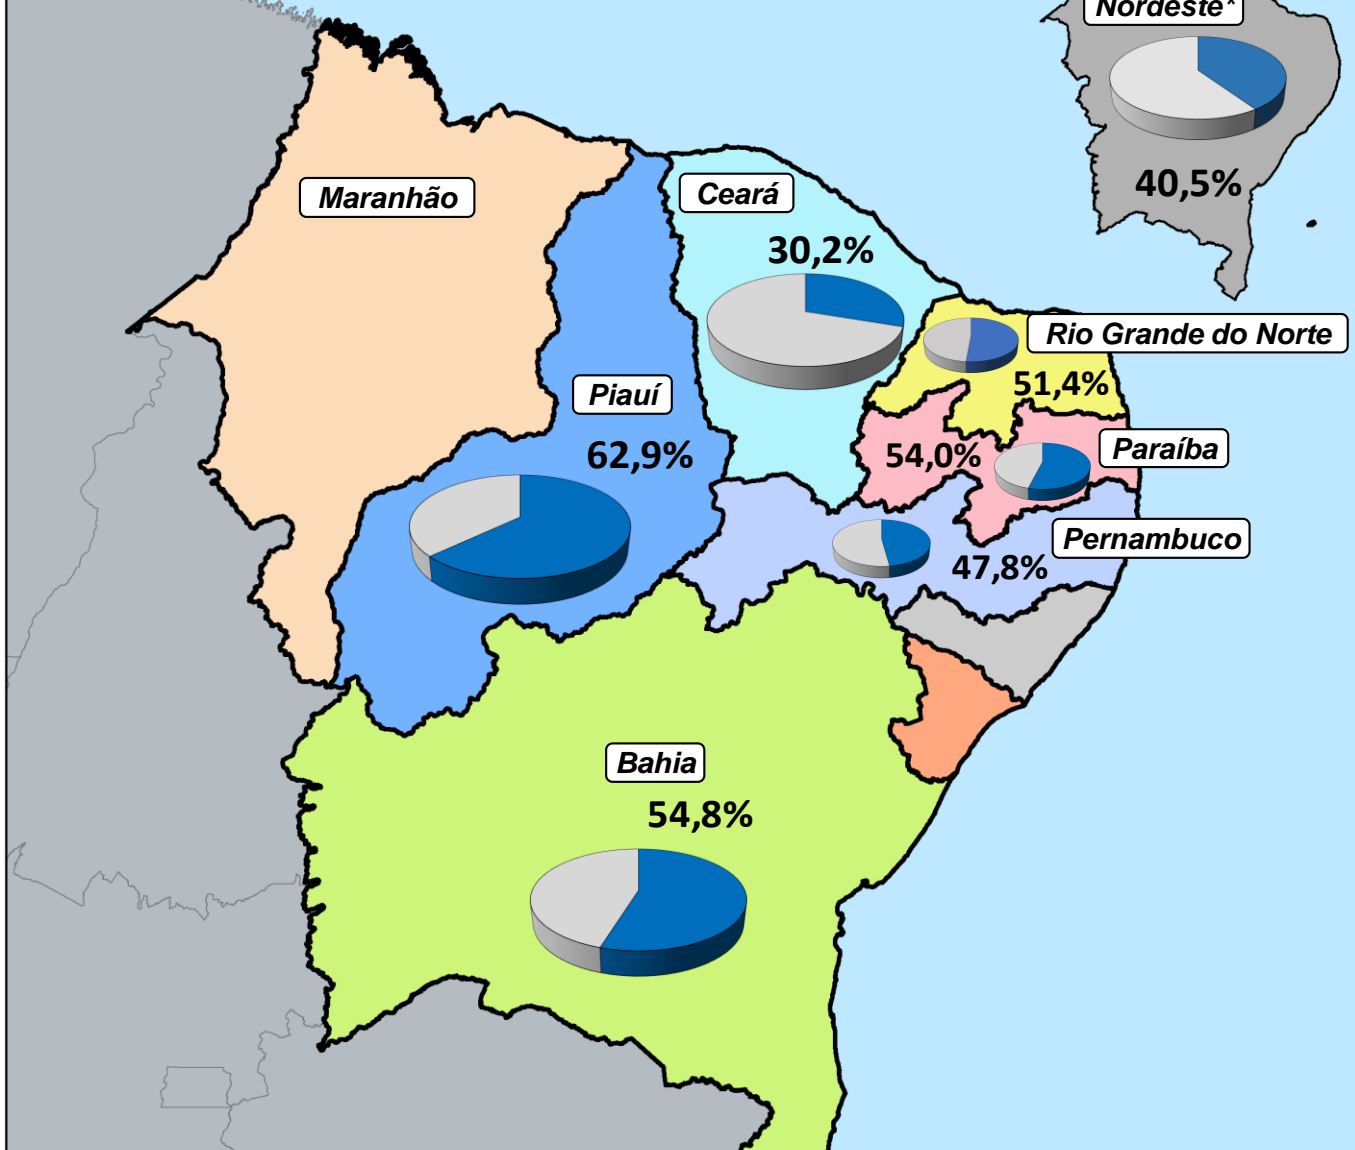 Nordeste*
40,5%
Maranhão
Ceará
30,2%
Rio Grande do Norte
51,4%
Piauí
62,9%
Paraíba
54,0%
Pernambuco
47,8%
Bahia
54,8%